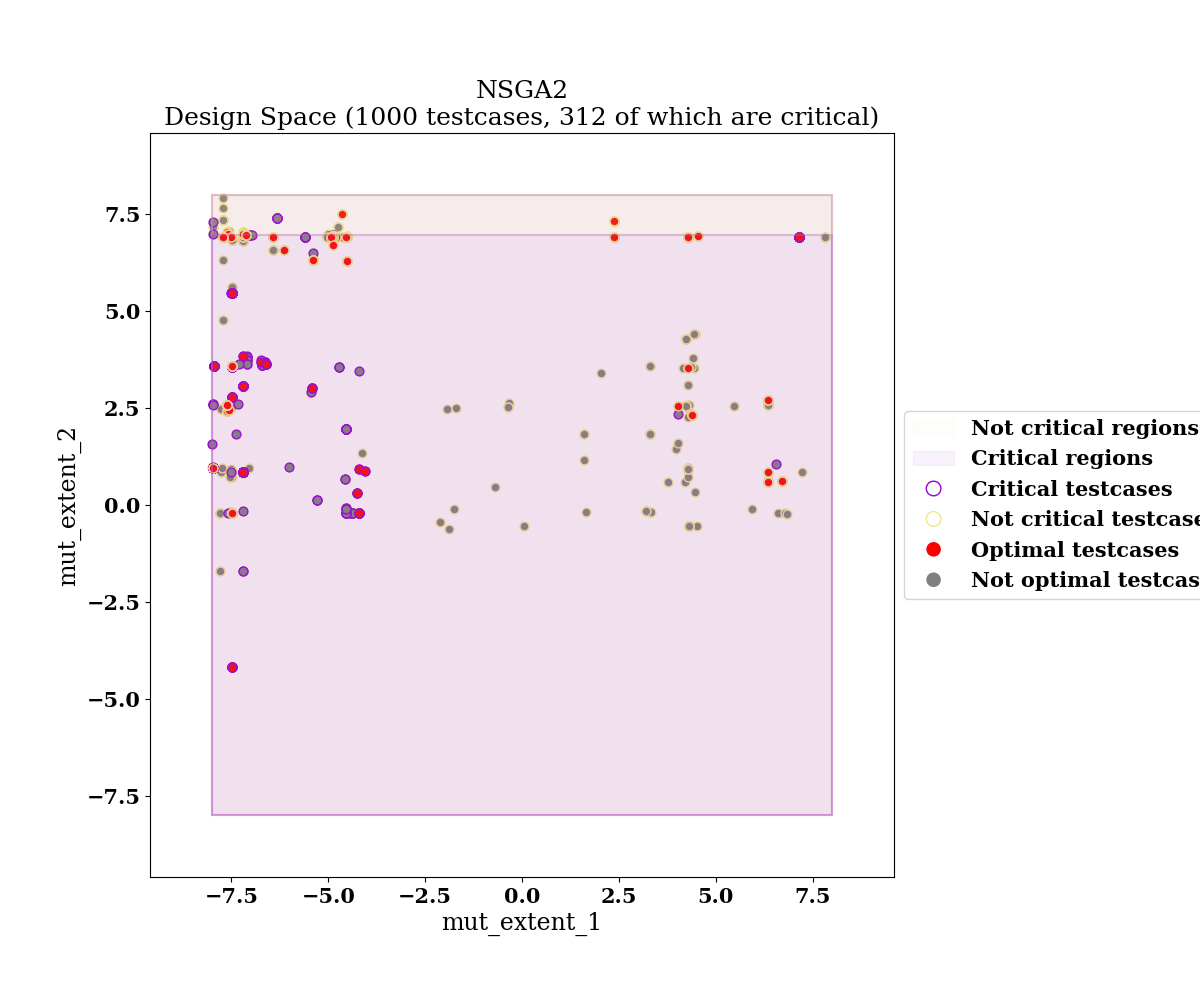 NSGA2
Design Space (1000 testcases, 312 of which are critical)
mut_extent_2
7.5
5.0
2.5
0.0
−2.5
−5.0
−7.5
−7.5
−5.0
−2.5
0.0
2.5
5.0
7.5
mut_extent_1
Not critical regions
Critical regions
Critical testcases
Not critical testcase
Optimal testcases
Not optimal testcas